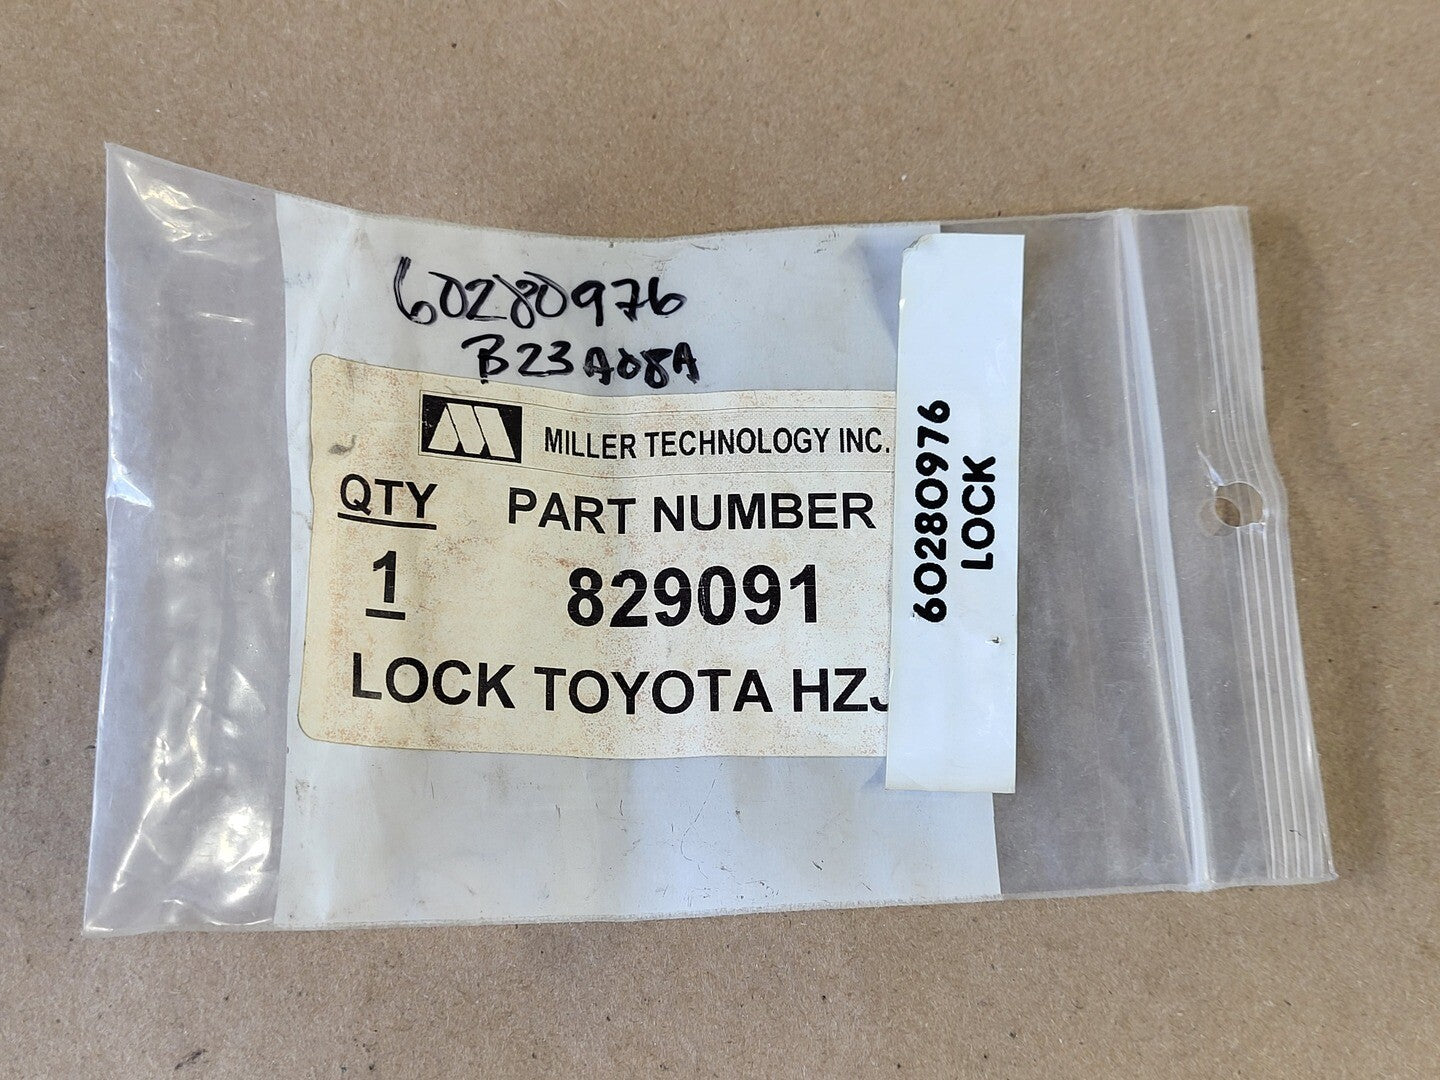 60280976
B23A08A
MILLER TECHNOLOGY INC.
QTY PART NUMBER
1 829091
LOCK TOYOTA HZJ
60280976
LOCK